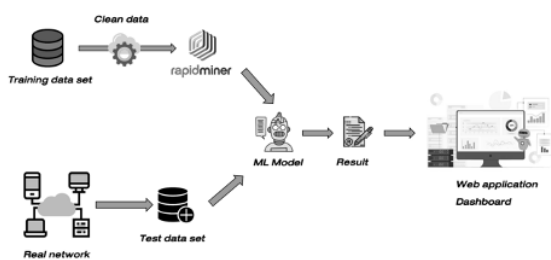 Clean data
Training data set
rapidminer
ML Model
Result
Web application
Dashboard
Real network
Test data set